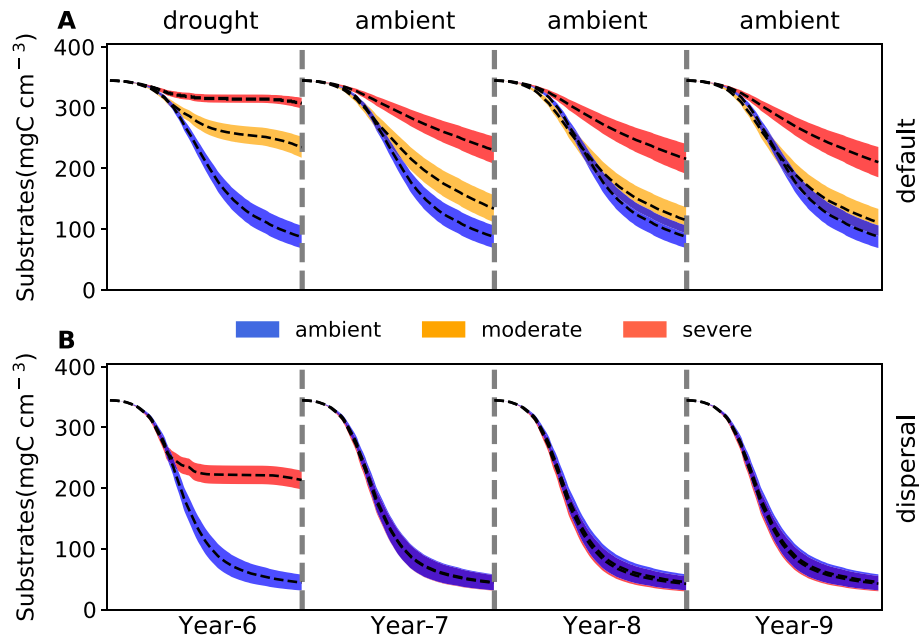 A
drought ambient ambient ambient
400
300
200
100
0
Substrates(mgC cm−3)
default
ambient moderate severe
B
400
300
200
100
0
Substrates(mgC cm−3)
dispersal
Year-6 Year-7 Year-8 Year-9